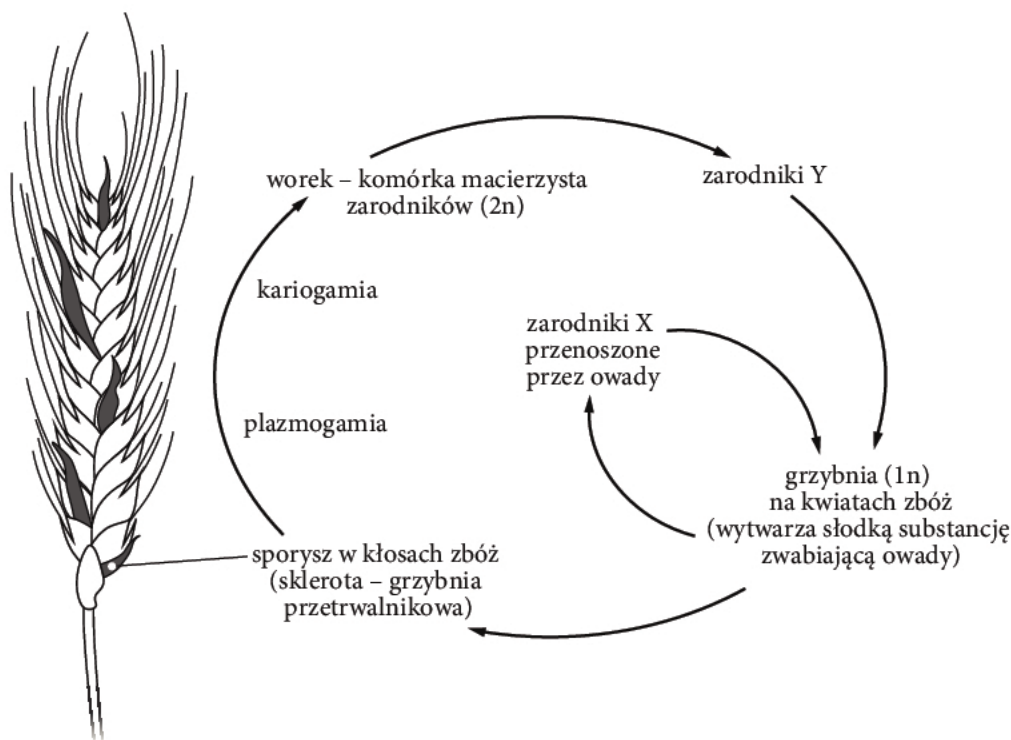 worek – komórka macierzysta
zarodników (2n)
zarodniki Y
kariogamia
zarodniki X
przenoszone
przez owady
plazmogamia
grzybnia (1n)
na kwiatach zbóż
(wytwarza słodką substancję
zwabiającą owady)
sporysz w kłosach zbóż
(sklerota – grzybnia
przetrwalnikowa)